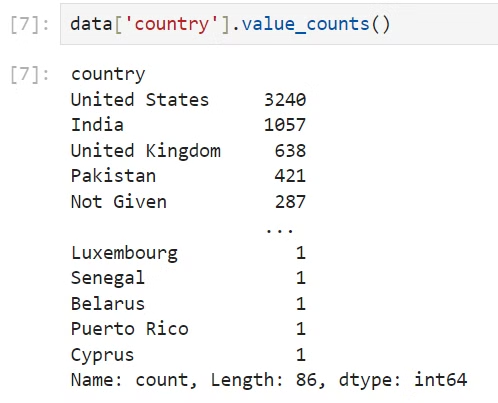 [7]: data['country'].value_counts()
[7]: country
United States 3240
India 1057
United Kingdom 638
Pakistan 421
Not Given 287
...
Luxembourg 1
Senegal 1
Belarus 1
Puerto Rico 1
Cyprus 1
Name: count, Length: 86, dtype: int64